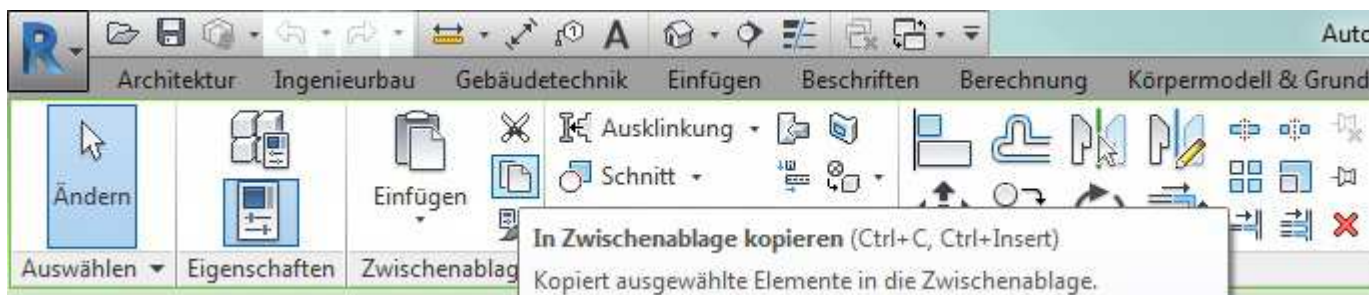 Auto
Architektur Ingenieurbau Gebäudetechnik Einfügen Beschriften Berechnung Körpermodell & Grund
Ausklinkung
Schnitt
Ändern
Einfügen
In Zwischenablage kopieren (Ctrl+C, Ctrl+Insert)
Auswählen Eigenschaften Zwischenablag
Kopiert ausgewählte Elemente in die Zwischenablage.